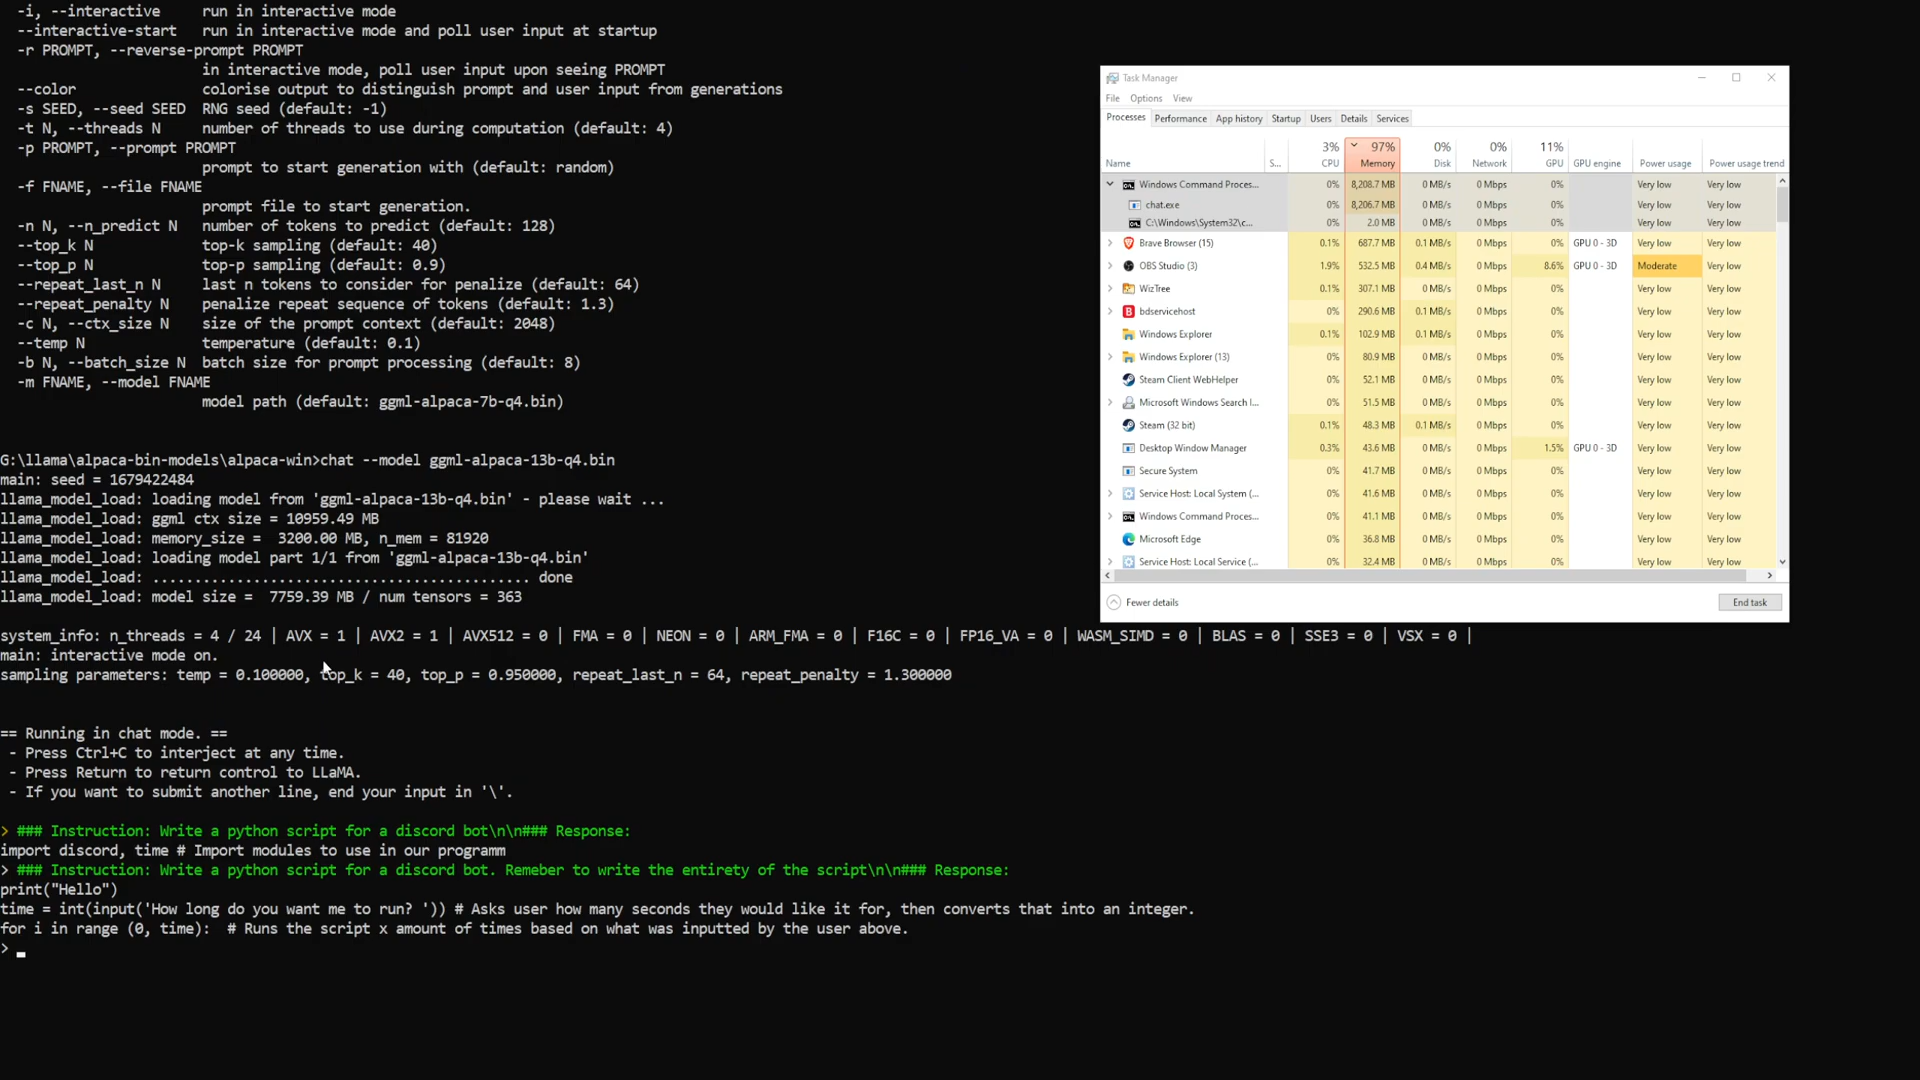 -i, --interactive     run in interactive mode
--interactive-start   run in interactive mode and poll user input at startup
-r PROMPT, --reverse-prompt PROMPT
in interactive mode, poll user input upon seeing PROMPT
--color               colorise output to distinguish prompt and user input from generations
-s SEED, --seed SEED  RNG seed (default: -1)
-t N, --threads N     number of threads to use during computation (default: 4)
-p PROMPT, --prompt PROMPT
prompt to start generation with (default: random)
-f FNAME, --file FNAME
prompt file to start generation.
-n N, --n_predict N   number of tokens to predict (default: 128)
--top_k N             top-k sampling (default: 40)
--top_p N             top-p sampling (default: 0.9)
--repeat_last_n N     last n tokens to consider for penalize (default: 64)
--repeat_penalty N    penalize repeat sequence of tokens (default: 1.3)
-c N, --ctx_size N    size of the prompt context (default: 2048)
--temp N              temperature (default: 0.1)
-b N, --batch_size N  batch size for prompt processing (default: 8)
-m FNAME, --model FNAME
model path (default: ggml-alpaca-7b-q4.bin)
G:\llama\alpaca-bin-models\alpaca-win>chat --model ggml-alpaca-13b-q4.bin
main: seed = 1679422484
llama_model_load: loading model from 'ggml-alpaca-13b-q4.bin' - please wait ...
llama_model_load: ggml ctx size = 10959.49 MB
llama_model_load: memory_size =  3200.00 MB, n_mem = 81920
llama_model_load: loading model part 1/1 from 'ggml-alpaca-13b-q4.bin'
llama_model_load: ............................................. done
llama_model_load: model size =  7759.39 MB / num tensors = 363
system_info: n_threads = 4 / 24 | AVX = 1 | AVX2 = 1 | AVX512 = 0 | FMA = 0 | NEON = 0 | ARM_FMA = 0 | F16C = 0 | FP16_VA = 0 | WASM_SIMD = 0 | BLAS = 0 | SSE3 = 0 | VSX = 0 |
main: interactive mode on.
sampling parameters: temp = 0.100000, top_k = 40, top_p = 0.950000, repeat_last_n = 64, repeat_penalty = 1.300000
== Running in chat mode. ==
- Press Ctrl+C to interject at any time.
- Press Return to return control to LLaMA.
- If you want to submit another line, end your input in '\'.
> ### Instruction: Write a python script for a discord bot\n\n### Response:
import discord, time # Import modules to use in our programm
> ### Instruction: Write a python script for a discord bot. Remeber to write the entirety of the script\n\n### Response:
print("Hello")
time = int(input('How long do you want me to run? ')) # Asks user how many seconds they would like it for, then converts that into an integer.
for i in range (0, time):  # Runs the script x amount of times based on what was inputted by the user above.
>
Task Manager
File Options View
Processes Performance App history Startup Users Details Services
3% 97% 0% 0% 11%
Name S... CPU Memory Disk Network GPU GPU engine Power usage Power usage trend
Windows Command Proces... 0% 8,208.7 MB 0 MB/s 0 Mbps 0% Very low Very low
chat.exe 0% 8,206.7 MB 0 MB/s 0 Mbps 0% Very low Very low
C:\Windows\System32\c... 0% 2.0 MB 0 MB/s 0 Mbps 0% Very low Very low
Brave Browser (15) 0.1% 687.7 MB 0.1 MB/s 0 Mbps 0% GPU 0 - 3D Very low Very low
OBS Studio (3) 1.9% 532.5 MB 0.4 MB/s 0 Mbps 8.6% GPU 0 - 3D Moderate Very low
WizTree 0.1% 307.1 MB 0 MB/s 0 Mbps 0% Very low Very low
bdservicehost 0% 290.6 MB 0.1 MB/s 0 Mbps 0% Very low Very low
Windows Explorer 0.1% 102.9 MB 0.1 MB/s 0 Mbps 0% Very low Very low
Windows Explorer (13) 0% 80.9 MB 0 MB/s 0 Mbps 0% Very low Very low
Steam Client WebHelper 0% 52.1 MB 0 MB/s 0 Mbps 0% Very low Very low
Microsoft Windows Search I... 0% 51.5 MB 0 MB/s 0 Mbps 0% Very low Very low
Steam (32 bit) 0.1% 48.3 MB 0.1 MB/s 0 Mbps 0% Very low Very low
Desktop Window Manager 0.3% 43.6 MB 0 MB/s 0 Mbps 1.5% GPU 0 - 3D Very low Very low
Secure System 0% 41.7 MB 0 MB/s 0 Mbps 0% Very low Very low
Service Host: Local System (... 0% 41.6 MB 0 MB/s 0 Mbps 0% Very low Very low
Windows Command Proces... 0% 41.1 MB 0 MB/s 0 Mbps 0% Very low Very low
Microsoft Edge 0% 36.8 MB 0 MB/s 0 Mbps 0% Very low Very low
Service Host: Local Service (... 0% 32.4 MB 0 MB/s 0 Mbps 0% Very low Very low
Fewer details
End task